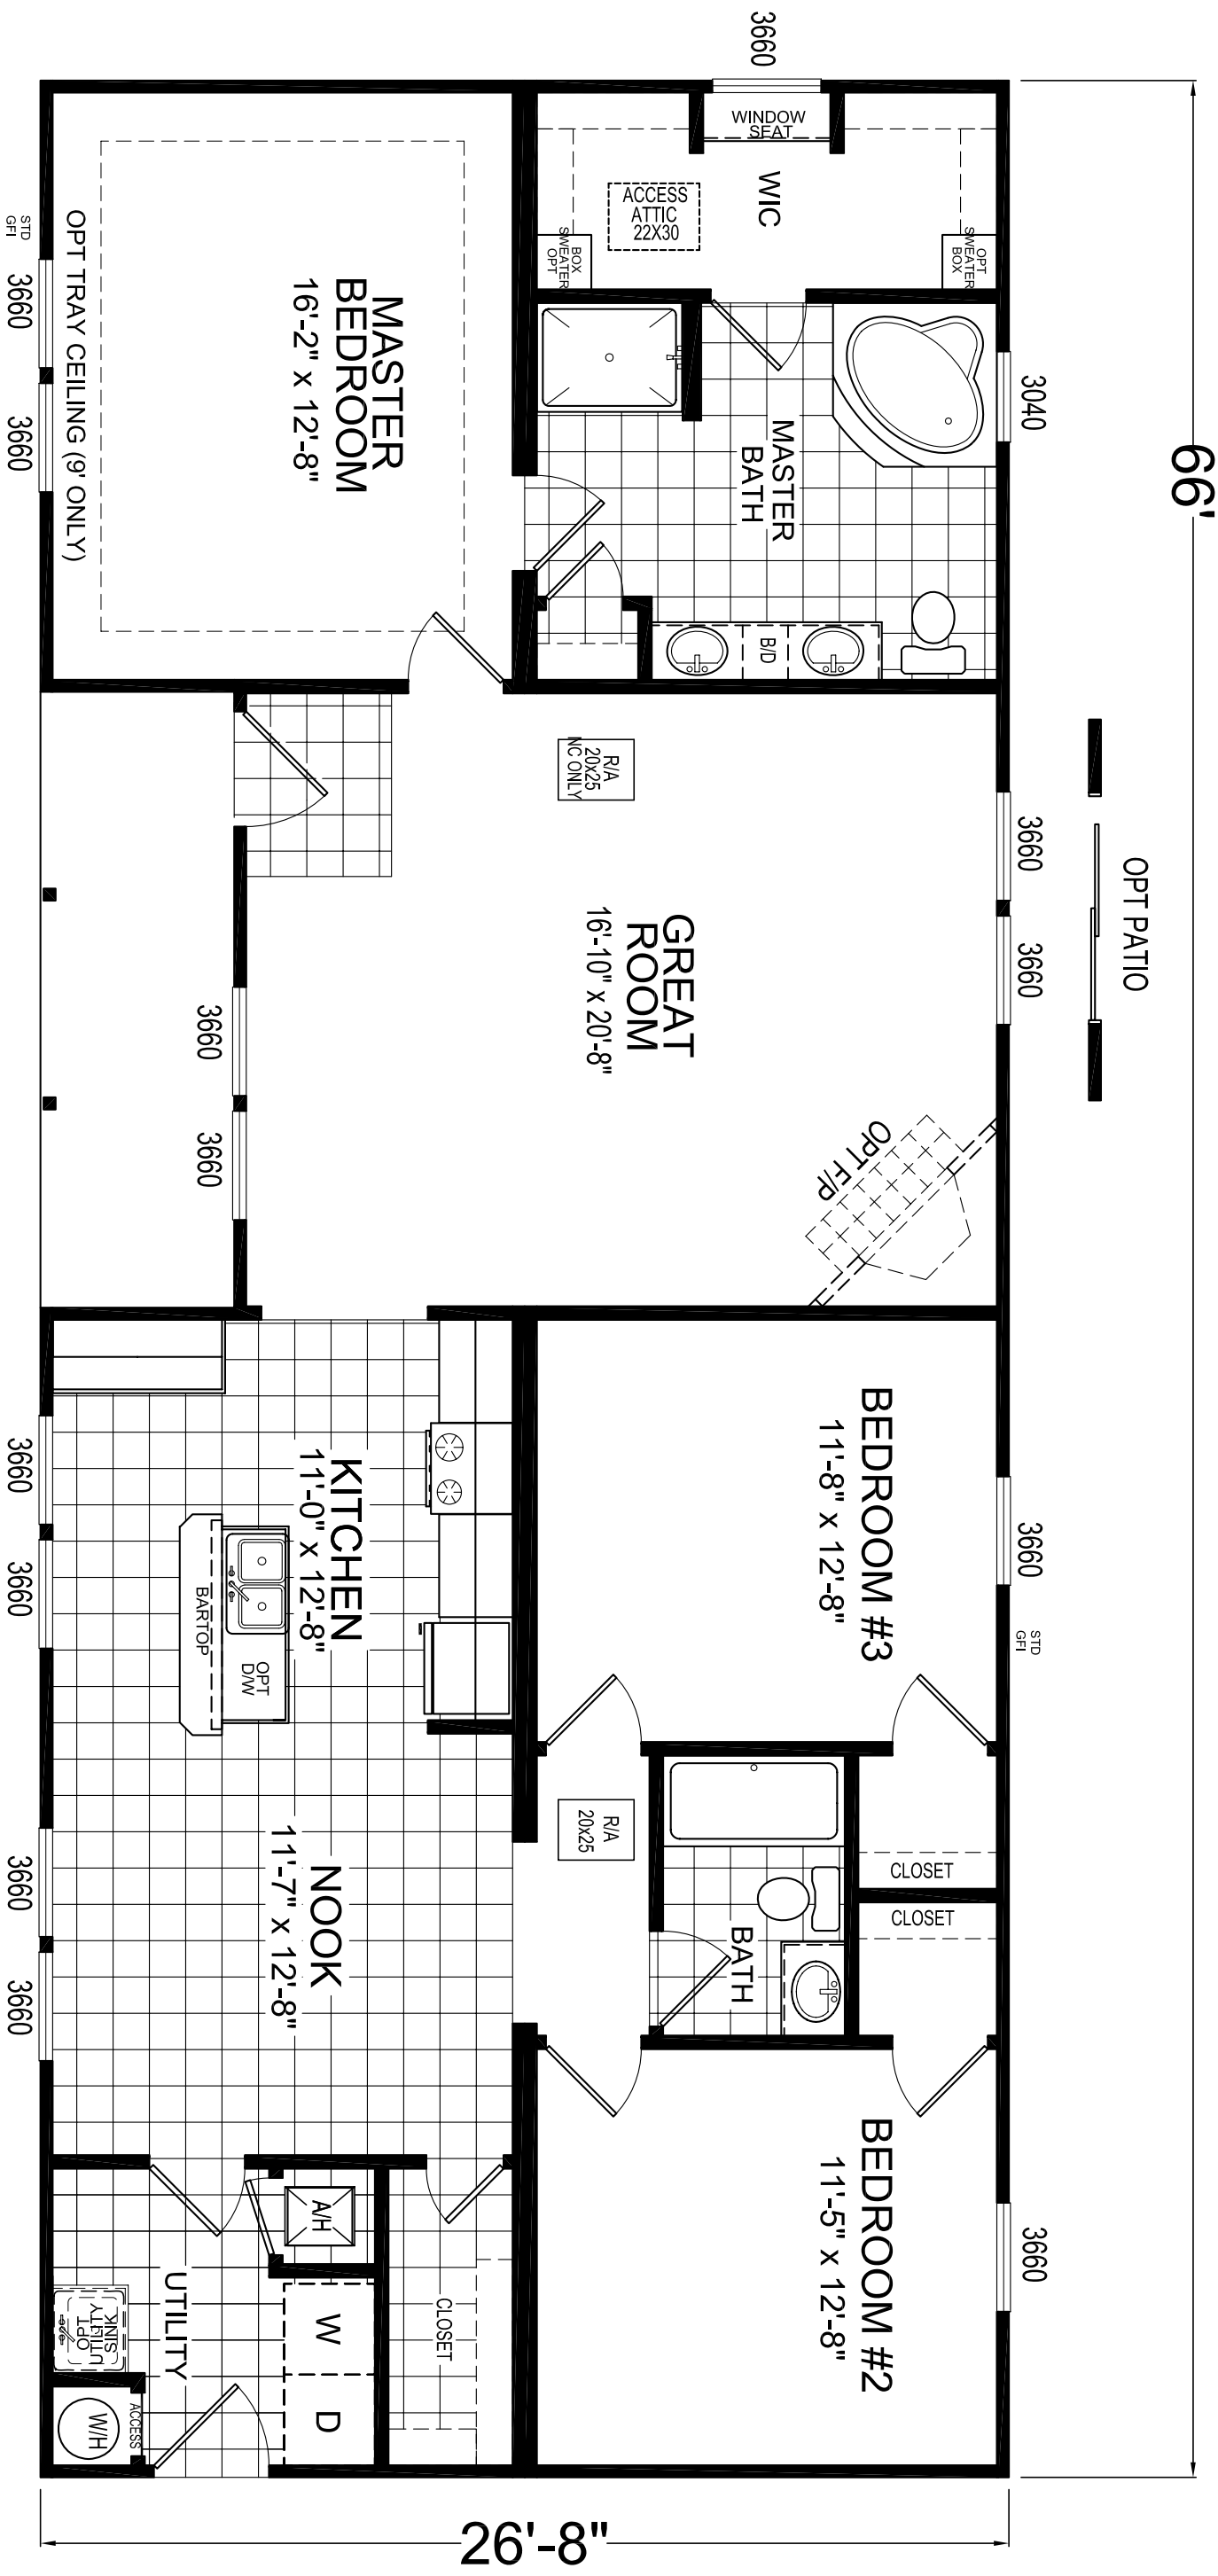 66'
OPT PATIO
3660
WINDOW
SEAT
WIC
ACCESS
ATTIC
22X30
OPT
SWEATER
BOX
BOX
SWEATER
OPT
3040
MASTER
BATH
B/D
MASTER
BEDROOM
16'-2" x 12'-8"
OPT TRAY CEILING (9' ONLY)
STD
GFI
3660
3660
3660
3660
R/A
20x25
NC ONLY
GREAT
ROOM
16'-10" x 20'-8"
OPT F/P
3660
3660
BEDROOM #3
11'-8" x 12'-8"
3660
STD
GFI
KITCHEN
11'-0" x 12'-8"
OPT
D/W
BARTOP
3660
3660
R/A
20x25
CLOSET
CLOSET
BATH
NOOK
11'-7" x 12'-8"
3660
3660
BEDROOM #2
11'-5" x 12'-8"
3660
A/H
CLOSET
UTILITY
W
D
SINK
UTILITY
OPT
ACCESS
W/H
26'-8"